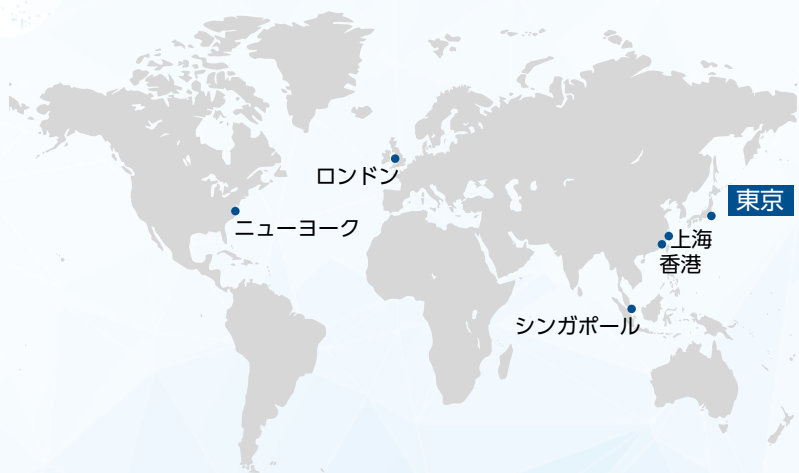 ロンドン
東京
ニューヨーク
上海
香港
シンガポール